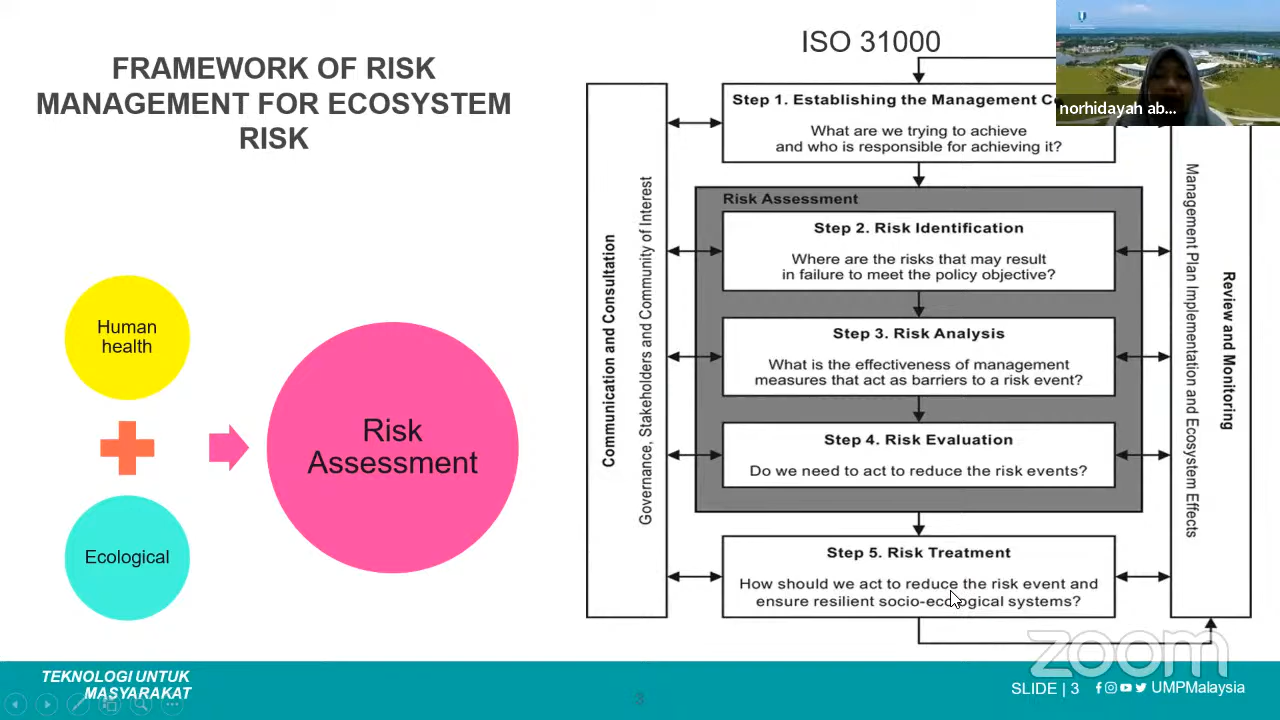 FRAMEWORK OF RISK
MANAGEMENT FOR ECOSYSTEM
RISK
Human
health
Ecological
Risk
Assessment
ISO 31000
norhidayah ab...
Step 1. Establishing the Management
What are we trying to achieve
and who is responsible for achieving it?
Risk Assessment
Step 2. Risk Identification
Where are the risks that may result
in failure to meet the policy objective?
Step 3. Risk Analysis
What is the effectiveness of management
measures that act as barriers to a risk event?
Step 4. Risk Evaluation
Do we need to act to reduce the risk events?
Step 5. Risk Treatment
How should we act to reduce the risk event and
ensure resilient socio-ecological systems?
Communication and Consultation
Governance, Stakeholders and Community of Interest
Review and Monitoring
Management Plan Implementation and Ecosystem Effects
zoom
TEKNOLOGI UNTUK
MASYARAKAT
3
SLIDE | 3
UMPMalaysia